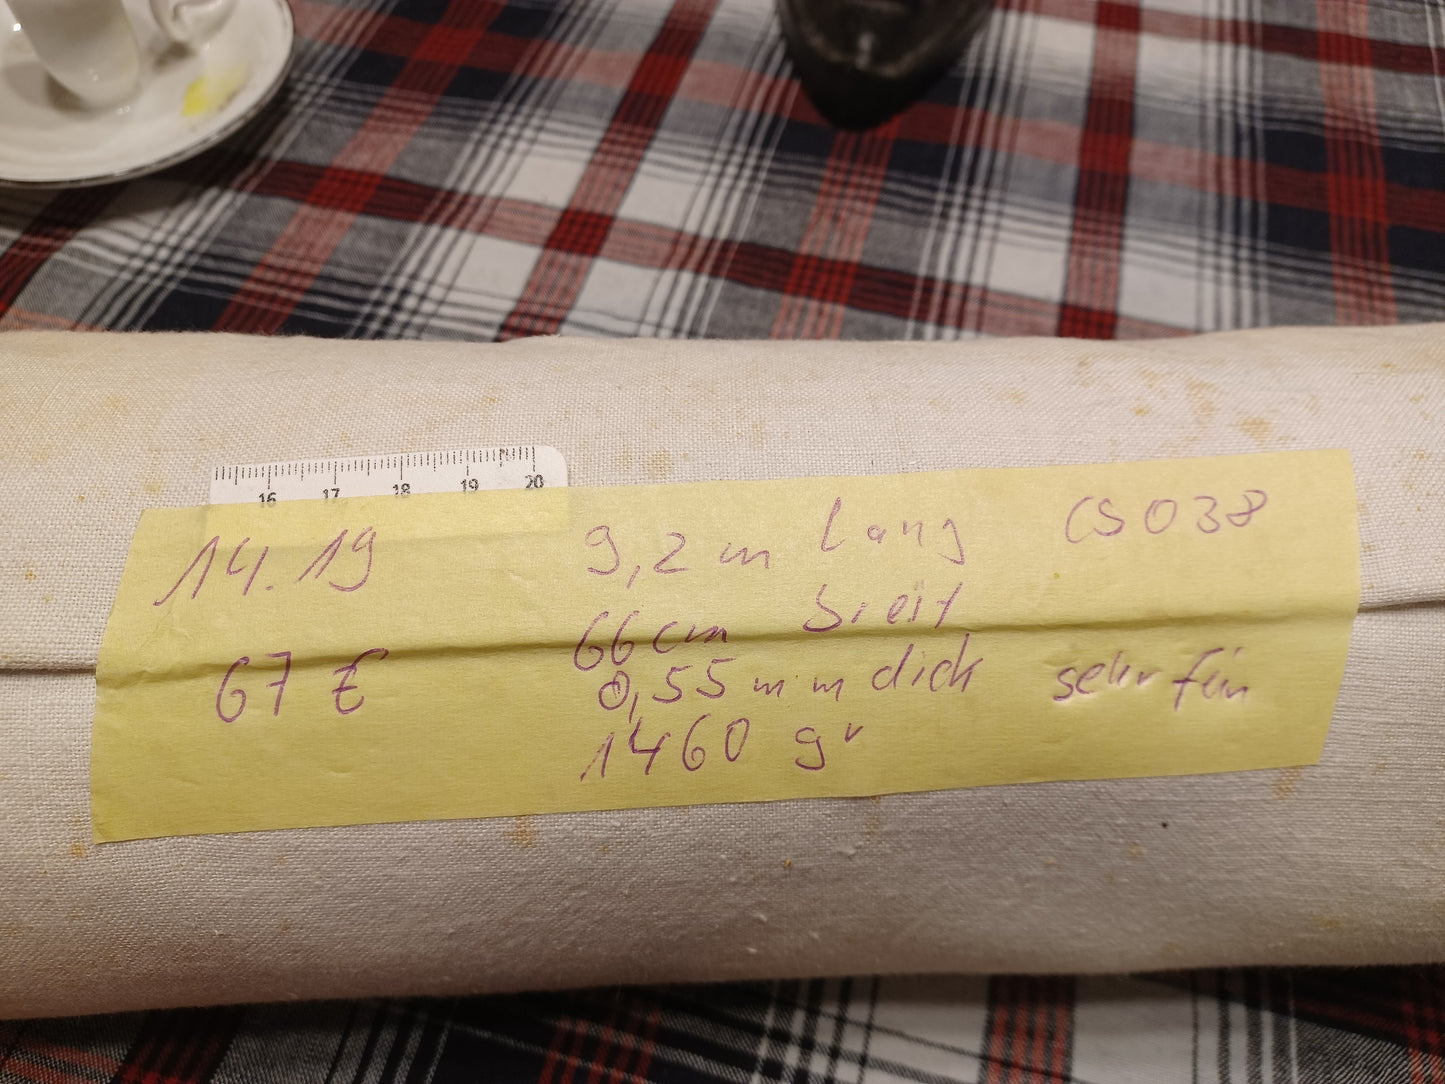 16 17 18 19 20
14.19 9,2 m lang CS038
66 cm breit
67 € 0,55 mm dick sehr fein
1460 gr